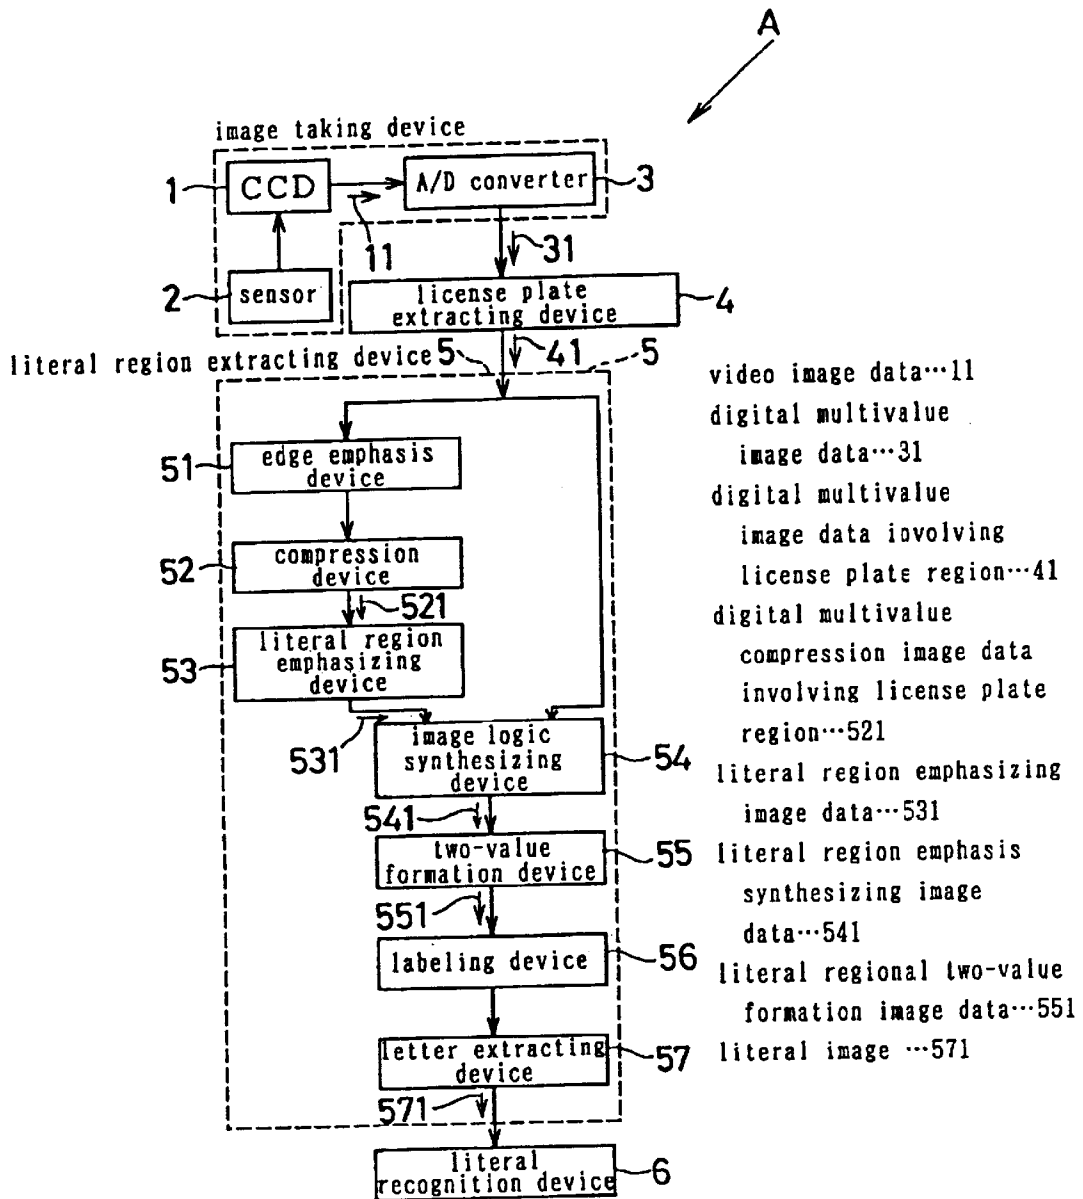 A
image taking device
1
CCD
A/D converter
3
11
31
2
sensor
license plate
extracting device
4
literal region extracting device
5
41
5
video image data…11
digital multivalue
image data…31
digital multivalue
image data iovolving
license plate region…41
digital multivalue
compression image data
involving license plate
region…521
literal region emphasizing
image data…531
literal region emphasis
synthesizing image
data…541
literal regional two-value
formation image data…551
literal image …571
51
edge emphasis
device
52
compression
device
521
53
literal region
emphasizing
device
531
image logic
synthesizing
device
54
541
two-value
formation device
55
551
labeling device
56
letter extracting
device
57
571
literal
recognition device
6